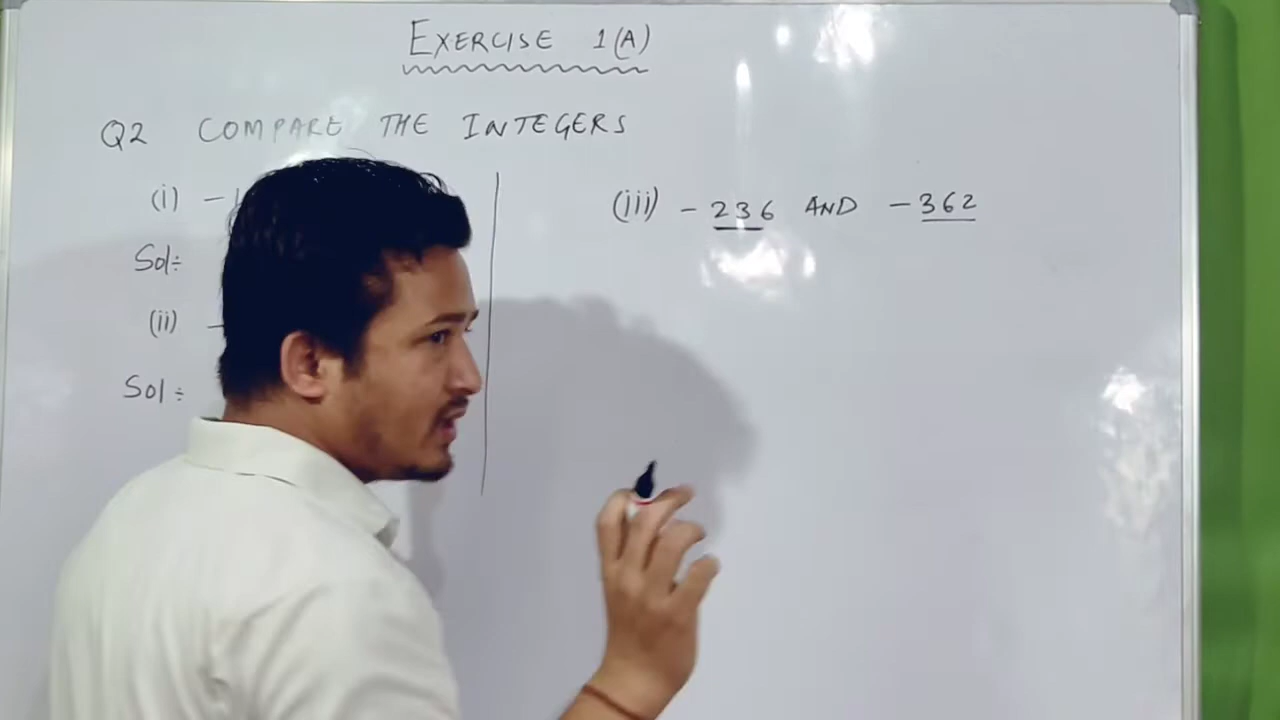 EXERCISE 1(A)
Q2 COMPARE THE INTEGERS
(i) -
Sol÷
(ii) -
Sol÷
(iii) - 236 AND - 362